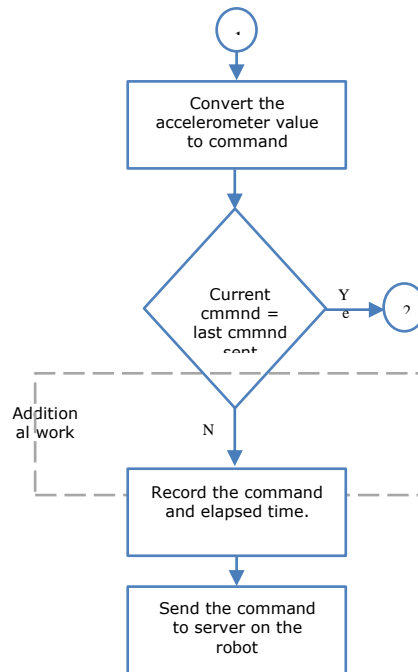 Convert the
accelerometer value
to command
Current
cmmnd =
last cmmnd
sent
Y
e
Addition
al work
N
Record the command
and elapsed time.
Send the command
to server on the
robot